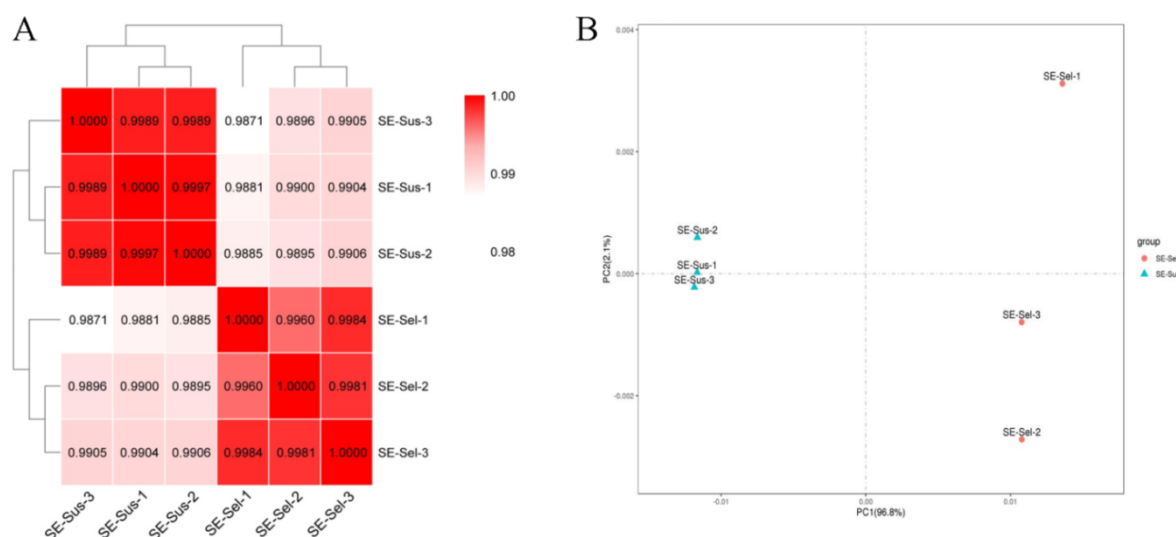 A
1.0000 0.9989 0.9989 0.9871 0.9896 0.9905 SE-Sus-3
0.9989 1.0000 0.9997 0.9881 0.9900 0.9904 SE-Sus-1
0.9989 0.9997 1.0000 0.9885 0.9895 0.9906 SE-Sus-2
0.9871 0.9881 0.9885 1.0000 0.9960 0.9984 SE-Sel-1
0.9896 0.9900 0.9895 0.9960 1.0000 0.9981 SE-Sel-2
0.9905 0.9904 0.9906 0.9984 0.9981 1.0000 SE-Sel-3
SE-Sus-3 SE-Sus-1 SE-Sus-2 SE-Sel-1 SE-Sel-2 SE-Sel-3
1.00
0.99
0.98
B
0.004
0.002
0.000
-0.002
PC2(2.1%)
SE-Sel-1
SE-Sus-2
SE-Sus-1
SE-Sus-3
SE-Sel-3
SE-Sel-2
-0.01 0.00 0.01
PC1(96.8%)
group
SE-Se
SE-Su